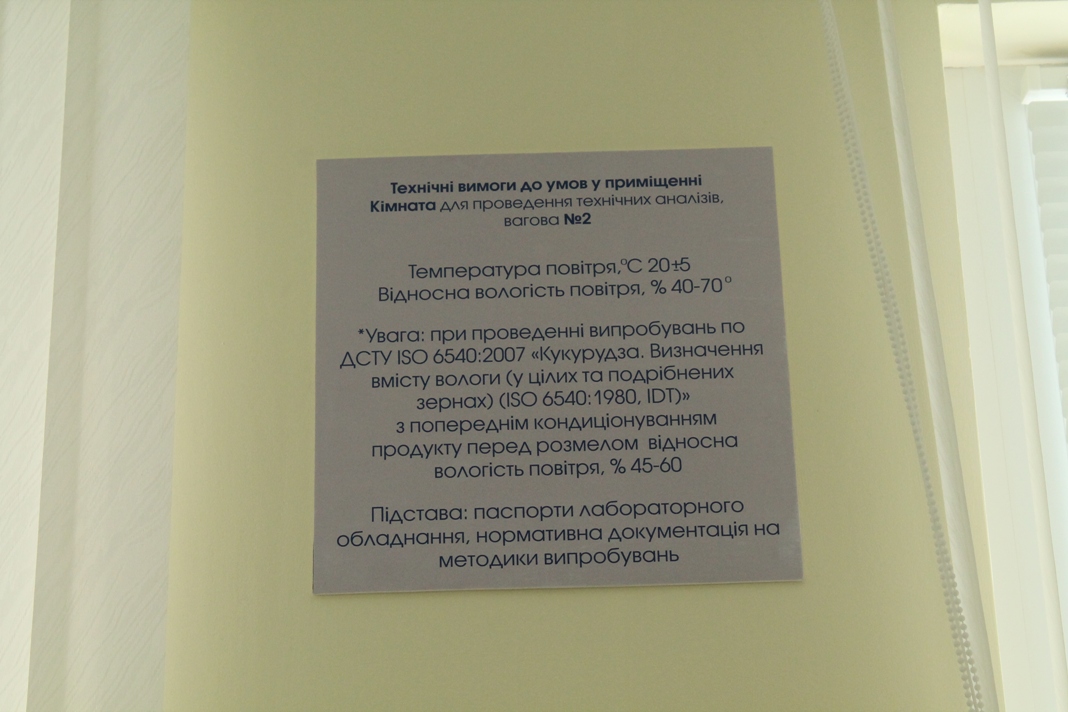 Технічні вимоги до умов у приміщенні
Кімната для проведення технічних аналізів,
вагова №2
Температура повітря,°С 20±5
Відносна вологість повітря, % 40-70°
*Увага: при проведенні випробувань по
ДСТУ ISO 6540:2007 «Кукурудза. Визначення
вмісту вологи (у цілих та подрібнених
зернах) (ISO 6540:1980, IDT)»
з попереднім кондиціонуванням
продукту перед розмелом відносна
вологість повітря, % 45-60
Підстава: паспорти лабораторного
обладнання, нормативна документація на
методики випробувань